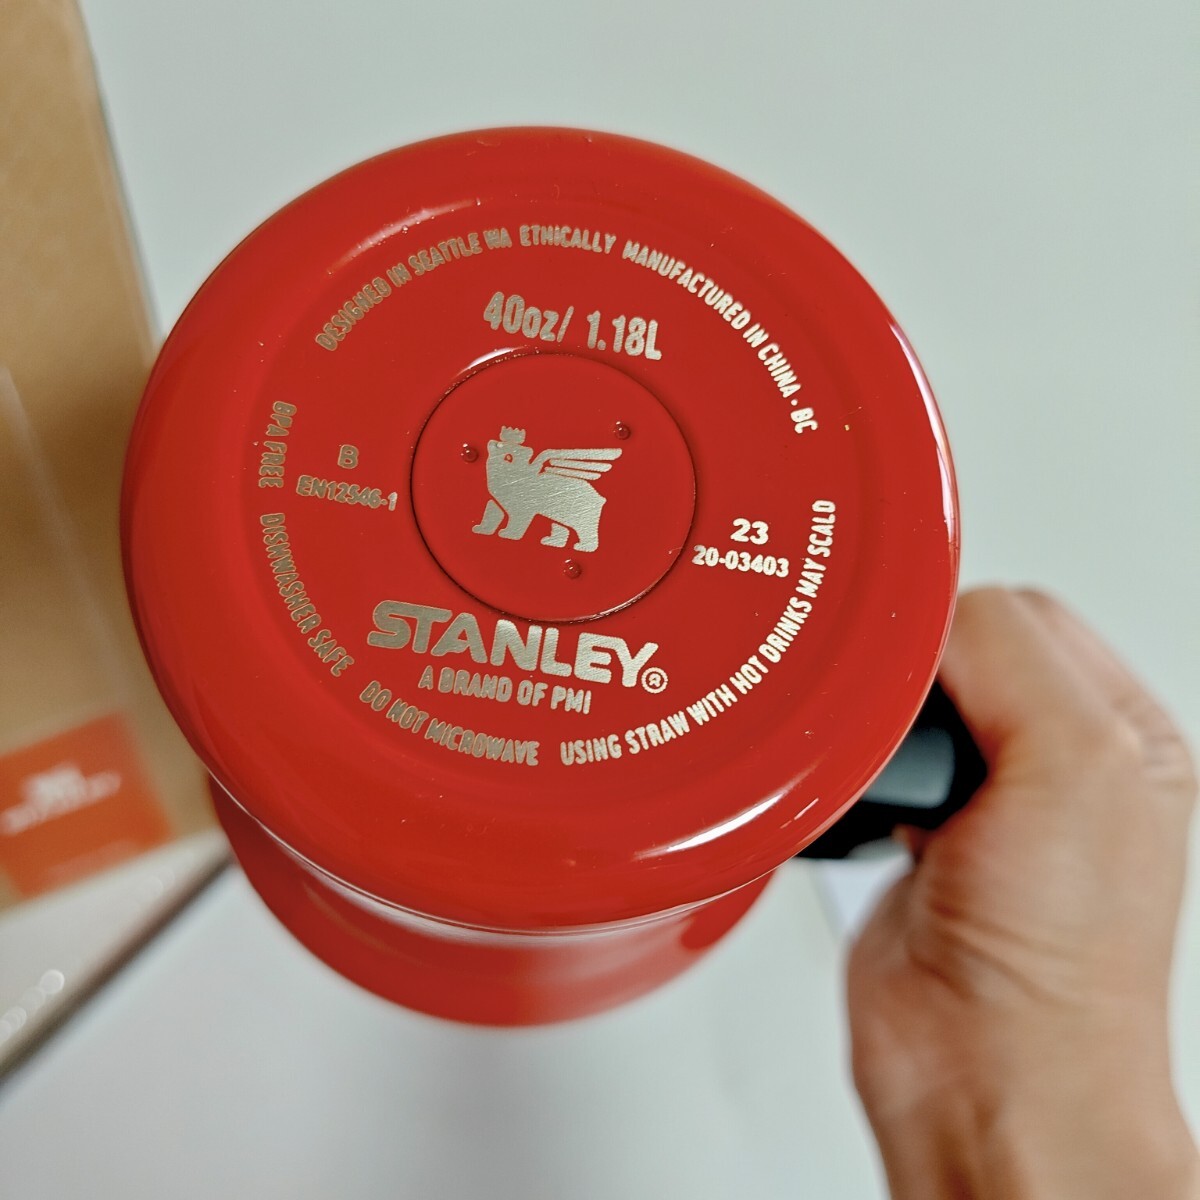 DESIGNED IN SEATTLE WA ETHICALLY MANUFACTURED IN CHINA • BC
40oz/ 1.18L
BPA FREE DISHWASHER SAFE DO NOT MICROWAVE USING STRAW WITH HOT DRINKS MAY SCALD
B
EN12546-1
23
20-03403
STANLEY®
A BRAND OF PMI